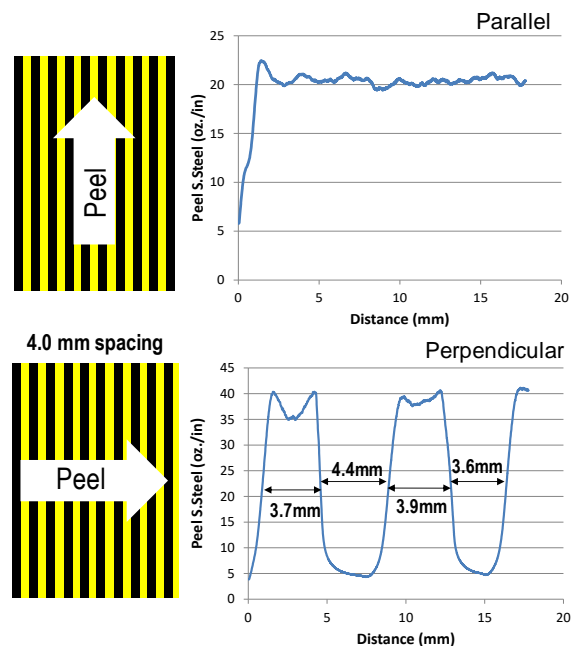 Parallel
Peel
Peel S.Steel (oz./in)
25
20
15
10
5
0
0 5 10 15 20
Distance (mm)
4.0 mm spacing
Perpendicular
Peel
Peel S.Steel (oz./in)
45
40
35
30
25
20
15
10
5
0
4.4mm 3.6mm
3.7mm 3.9mm
0 5 10 15 20
Distance (mm)